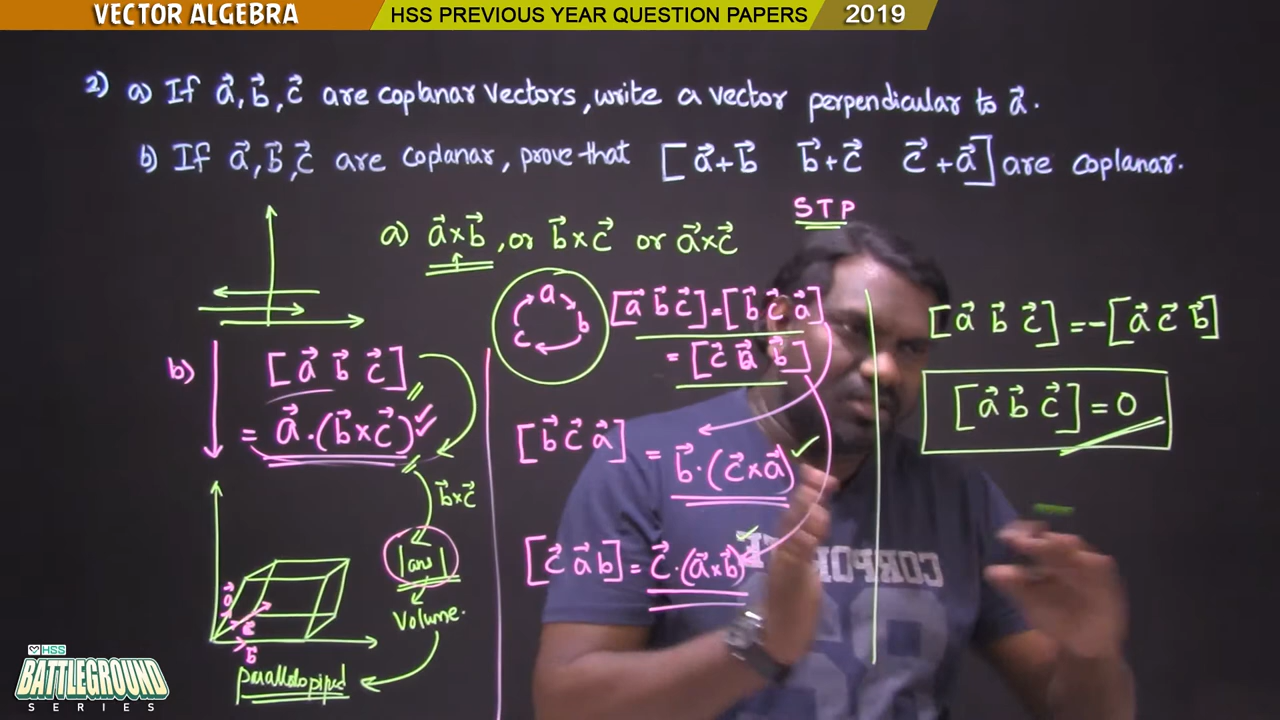 VECTOR ALGEBRA
HSS PREVIOUS YEAR QUESTION PAPERS
2019
2) a) If a⃗, b⃗, c⃗ are coplanar vectors, write a vector perpendicular to a⃗.
b) If a⃗, b⃗, c⃗ are coplanar, prove that [a⃗+b⃗ b⃗+c⃗ c⃗+a⃗] are coplanar.
STP
a) a⃗×b⃗, or b⃗×c⃗ or a⃗×c⃗
a b c
[a⃗ b⃗ c⃗] = [b⃗ c⃗ a⃗]
= [c⃗ a⃗ b⃗]
b) [a⃗ b⃗ c⃗]
= a⃗·(b⃗×c⃗)
b⃗×c⃗
|ans|
Volume.
a⃗
c⃗
b⃗
parallelopiped
[b⃗ c⃗ a⃗] = b⃗·(c⃗×a⃗)
[c⃗ a⃗ b⃗] = c⃗·(a⃗×b⃗)
[a⃗ b⃗ c⃗] = -[a⃗ c⃗ b⃗]
[a⃗ b⃗ c⃗] = 0
HSS
BATTLEGROUND
SERIES